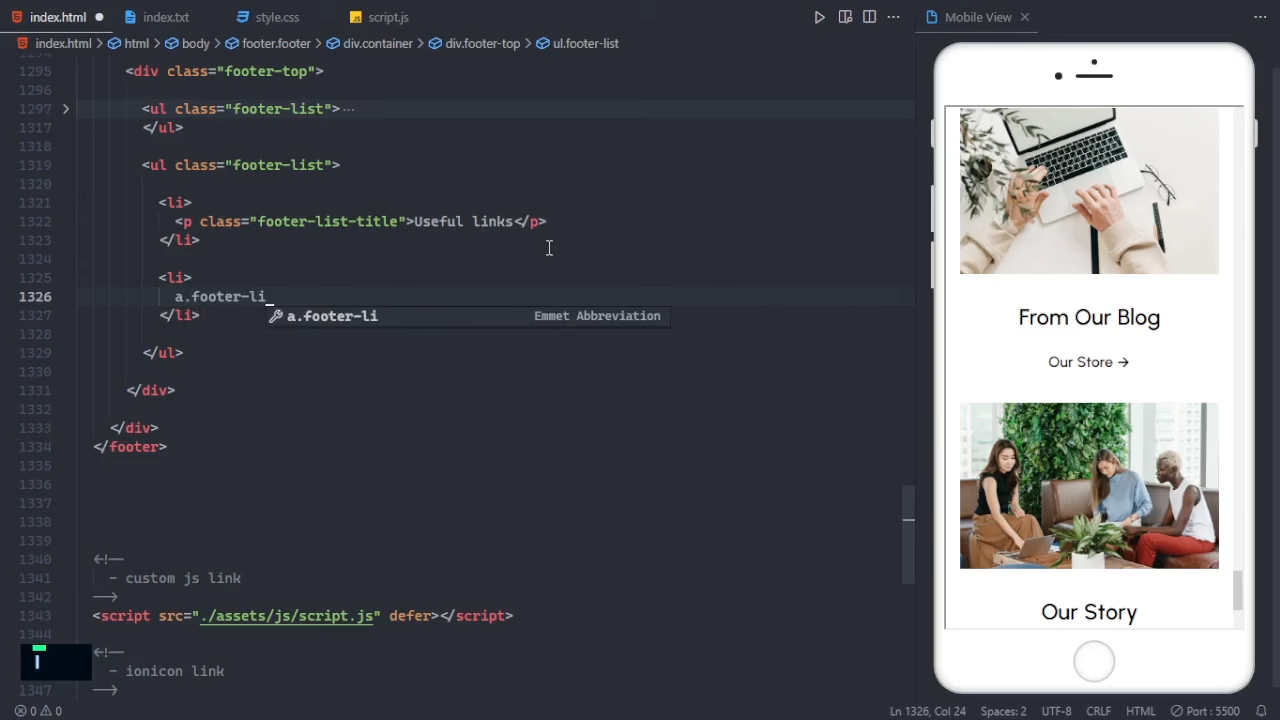 index.html
index.txt
style.css
script.js
Mobile View
index.html > html > body > footer.footer > div.container > div.footer-top > ul.footer-list
1295 <div class="footer-top">
1296
1297 <ul class="footer-list">···
1317 </ul>
1318
1319 <ul class="footer-list">
1320
1321 <li>
1322 <p class="footer-list-title">Useful links</p>
1323 </li>
1324
1325 <li>
1326 a.footer-li
a.footer-li Emmet Abbreviation
1327 </li>
1328
1329 </ul>
1330
1331 </div>
1332
1333 </div>
1334 </footer>
1335
1336
1337
1338
1339
1340 <!--
1341 - custom js link
1342 -->
1343 <script src="./assets/js/script.js" defer></script>
1344
<!--
- ionicon link
1347 -->
l
From Our Blog
Our Store →
Our Story
0 0
Ln 1326, Col 24
Spaces: 2
UTF-8
CRLF
HTML
Port : 5500